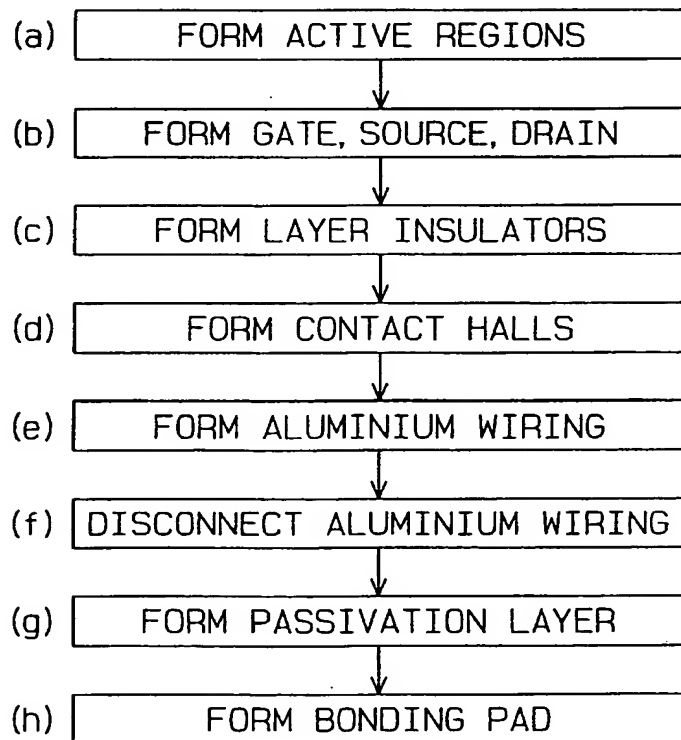 (a) FORM ACTIVE REGIONS
(b) FORM GATE, SOURCE, DRAIN
(c) FORM LAYER INSULATORS
(d) FORM CONTACT HALLS
(e) FORM ALUMINIUM WIRING
(f) DISCONNECT ALUMINIUM WIRING
(g) FORM PASSIVATION LAYER
(h) FORM BONDING PAD